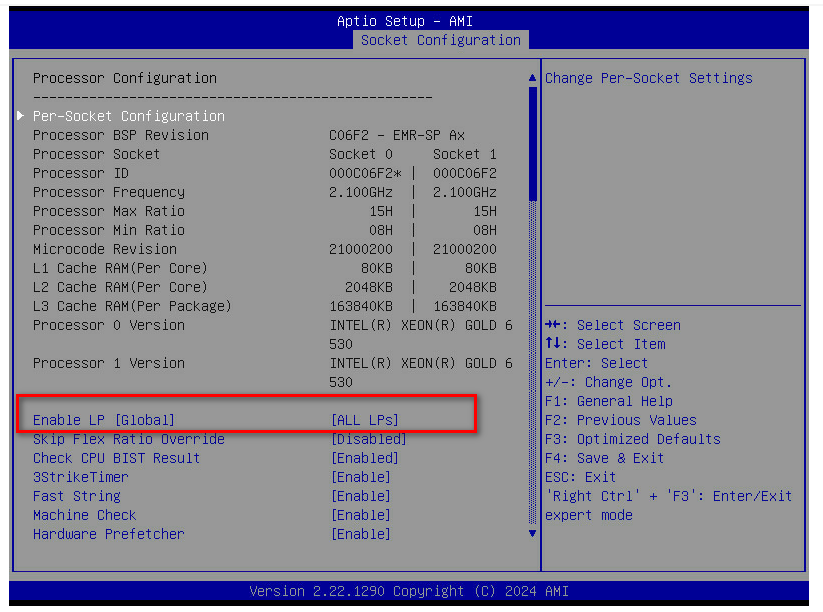 Aptio Setup – AMI
Socket Configuration
Processor Configuration
Change Per-Socket Settings
--------------------------------------------------
Per-Socket Configuration
Processor BSP Revision C06F2 - EMR-SP Ax
Processor Socket Socket 0 Socket 1
Processor ID 000C06F2* | 000C06F2
Processor Frequency 2.100GHz | 2.100GHz
Processor Max Ratio 15H | 15H
Processor Min Ratio 08H | 08H
Microcode Revision 21000200 | 21000200
L1 Cache RAM(Per Core) 80KB | 80KB
L2 Cache RAM(Per Core) 2048KB | 2048KB
L3 Cache RAM(Per Package) 163840KB | 163840KB
Processor 0 Version INTEL(R) XEON(R) GOLD 6
530
Processor 1 Version INTEL(R) XEON(R) GOLD 6
530
Enable LP [Global] [ALL LPs]
Skip Flex Ratio Override [Disabled]
Check CPU BIST Result [Enabled]
3StrikeTimer [Enable]
Fast String [Enable]
Machine Check [Enable]
Hardware Prefetcher [Enable]
→←: Select Screen
↑↓: Select Item
Enter: Select
+/-: Change Opt.
F1: General Help
F2: Previous Values
F3: Optimized Defaults
F4: Save & Exit
ESC: Exit
'Right Ctrl' + 'F3': Enter/Exit
expert mode
Version 2.22.1290 Copyright (C) 2024 AMI